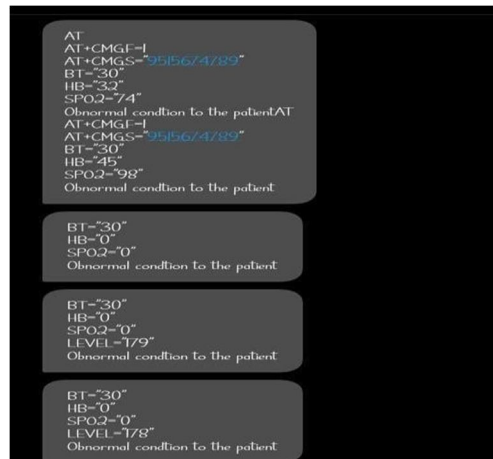 AT
AT+CMGF=1
AT+CMGS="9515674789"
BT="30"
HB="32"
SPO2="74"
Obnormal condtion to the patientAT
AT+CMGF=1
AT+CMGS="9515674789"
BT="30"
HB="45"
SPO2="98"
Obnormal condtion to the patient
BT="30"
HB="0"
SPO2="0"
Obnormal condtion to the patient
BT="30"
HB="0"
SPO2="0"
LEVEL="179"
Obnormal condtion to the patient
BT="30"
HB="0"
SPO2="0"
LEVEL="178"
Obnormal condtion to the patient